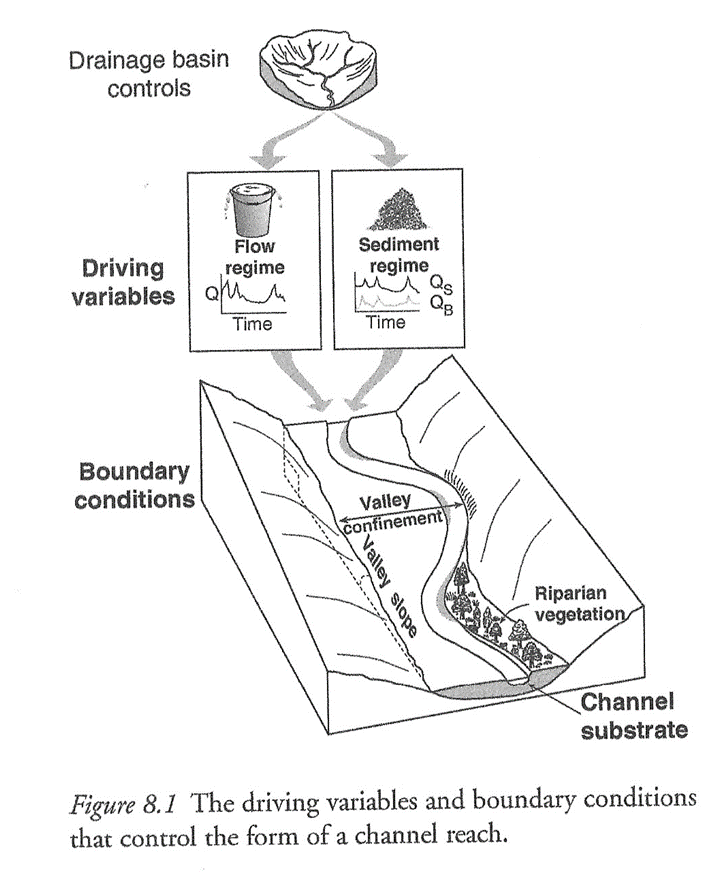 Drainage basin
controls
Driving
variables
Flow
regime
Q
Time
Sediment
regime
Qs
QB
Time
Boundary
conditions
Valley
confinement
Valley slope
Riparian
vegetation
Channel
substrate
Figure 8.1 The driving variables and boundary conditions
that control the form of a channel reach.